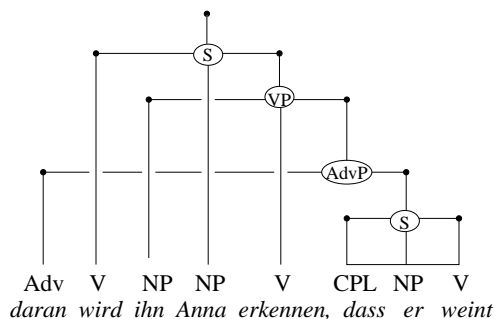 S
VP
AdvP
S
Adv V NP NP V CPL NP V
daran wird ihn Anna erkennen, dass er weint